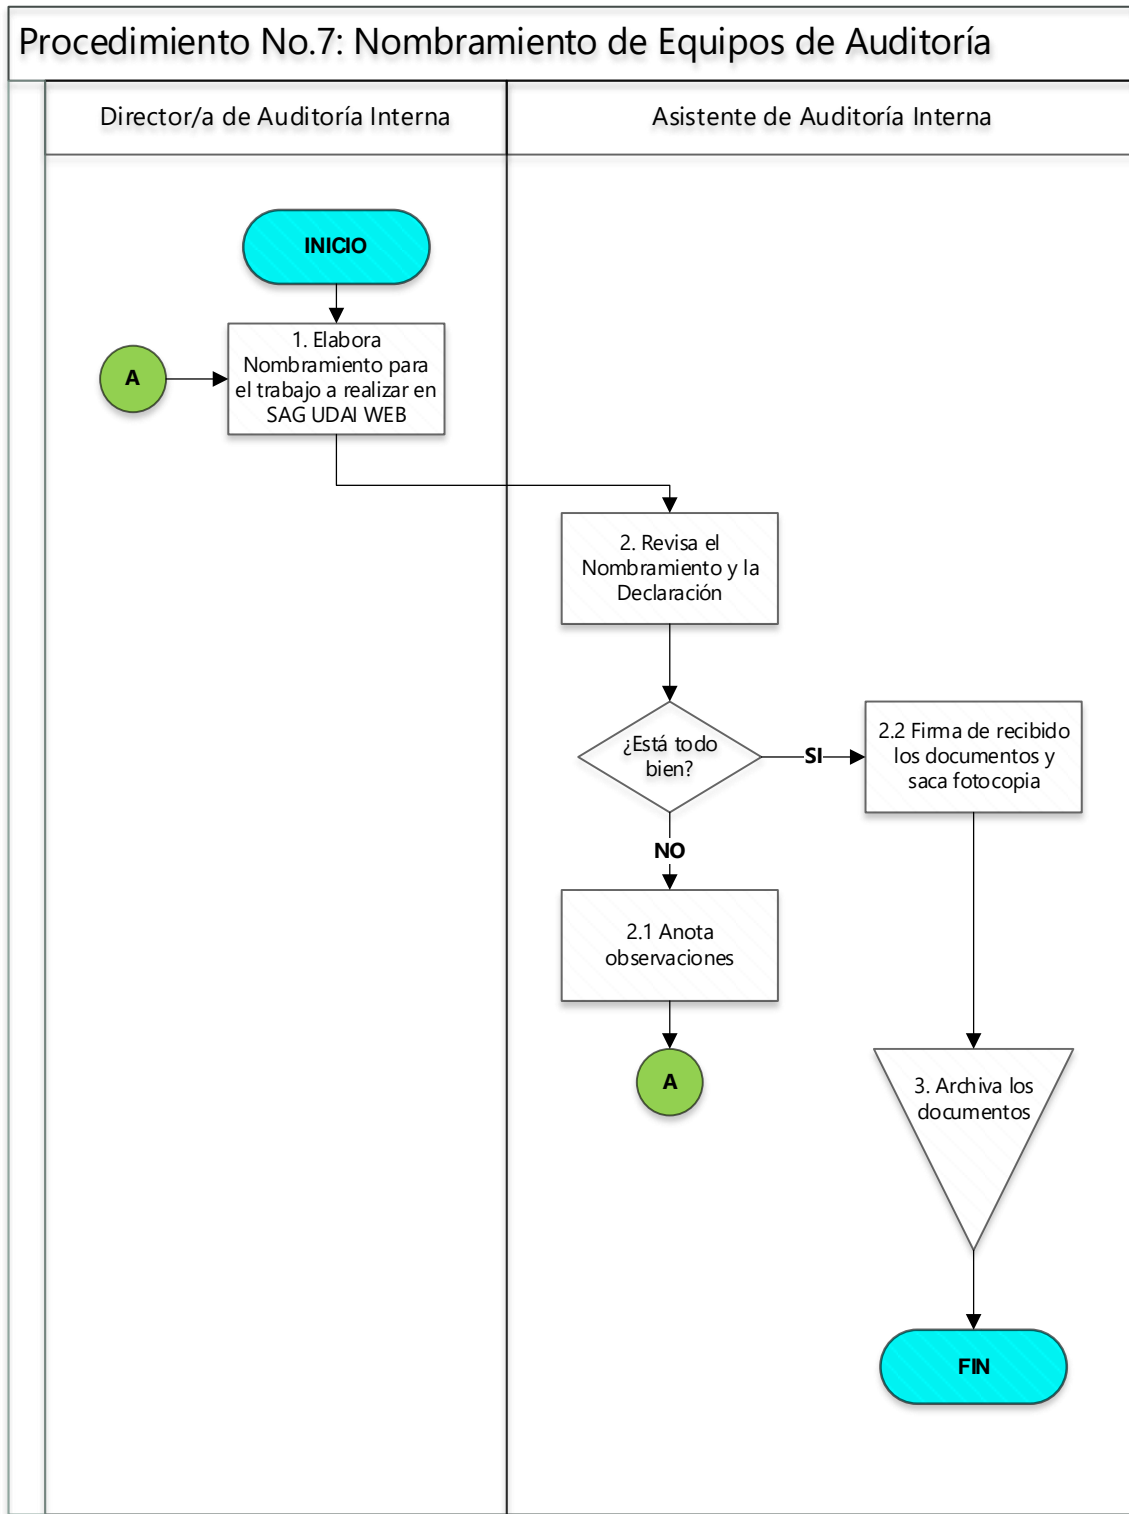 Procedimiento No.7: Nombramiento de Equipos de Auditoría
Director/a de Auditoría Interna
Asistente de Auditoría Interna
INICIO
1. Elabora
Nombramiento para
el trabajo a realizar en
SAG UDAI WEB
A
2. Revisa el
Nombramiento y la
Declaración
¿Está todo
bien?
SI
2.2 Firma de recibido
los documentos y
saca fotocopia
NO
2.1 Anota
observaciones
A
3. Archiva los
documentos
FIN